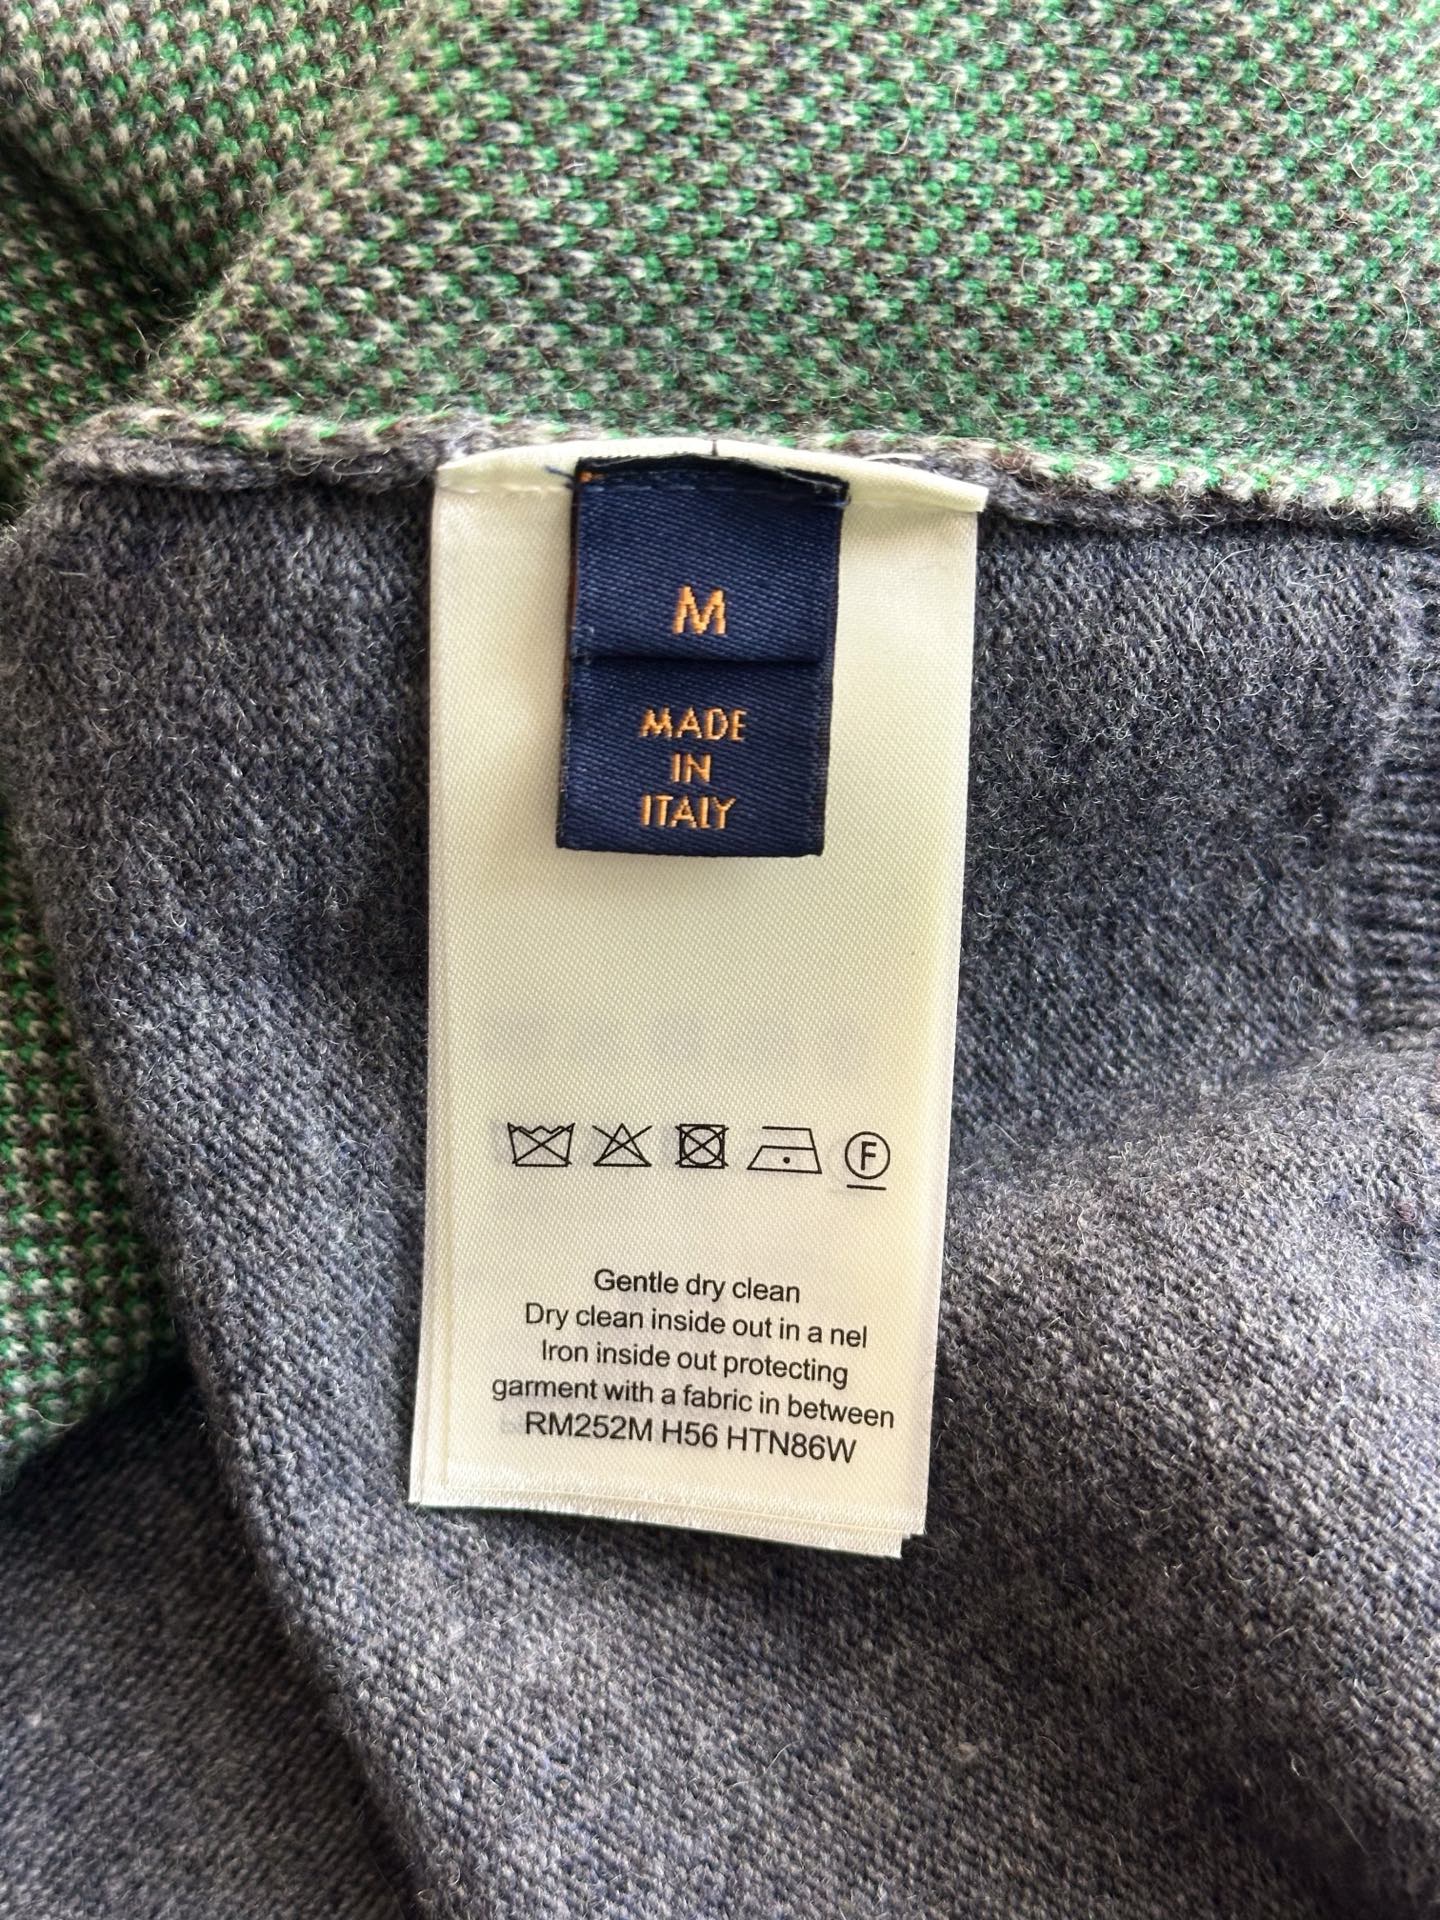 M
MADE
IN
ITALY
F
Gentle dry clean
Dry clean inside out in a nel
Iron inside out protecting
garment with a fabric in between
RM252M H56 HTN86W